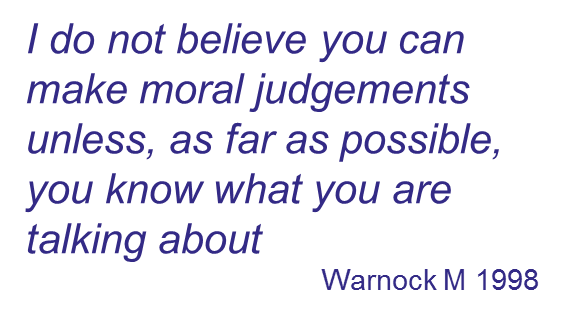 I do not believe you can
make moral judgements
unless, as far as possible,
you know what you are
talking about
Warnock M 1998